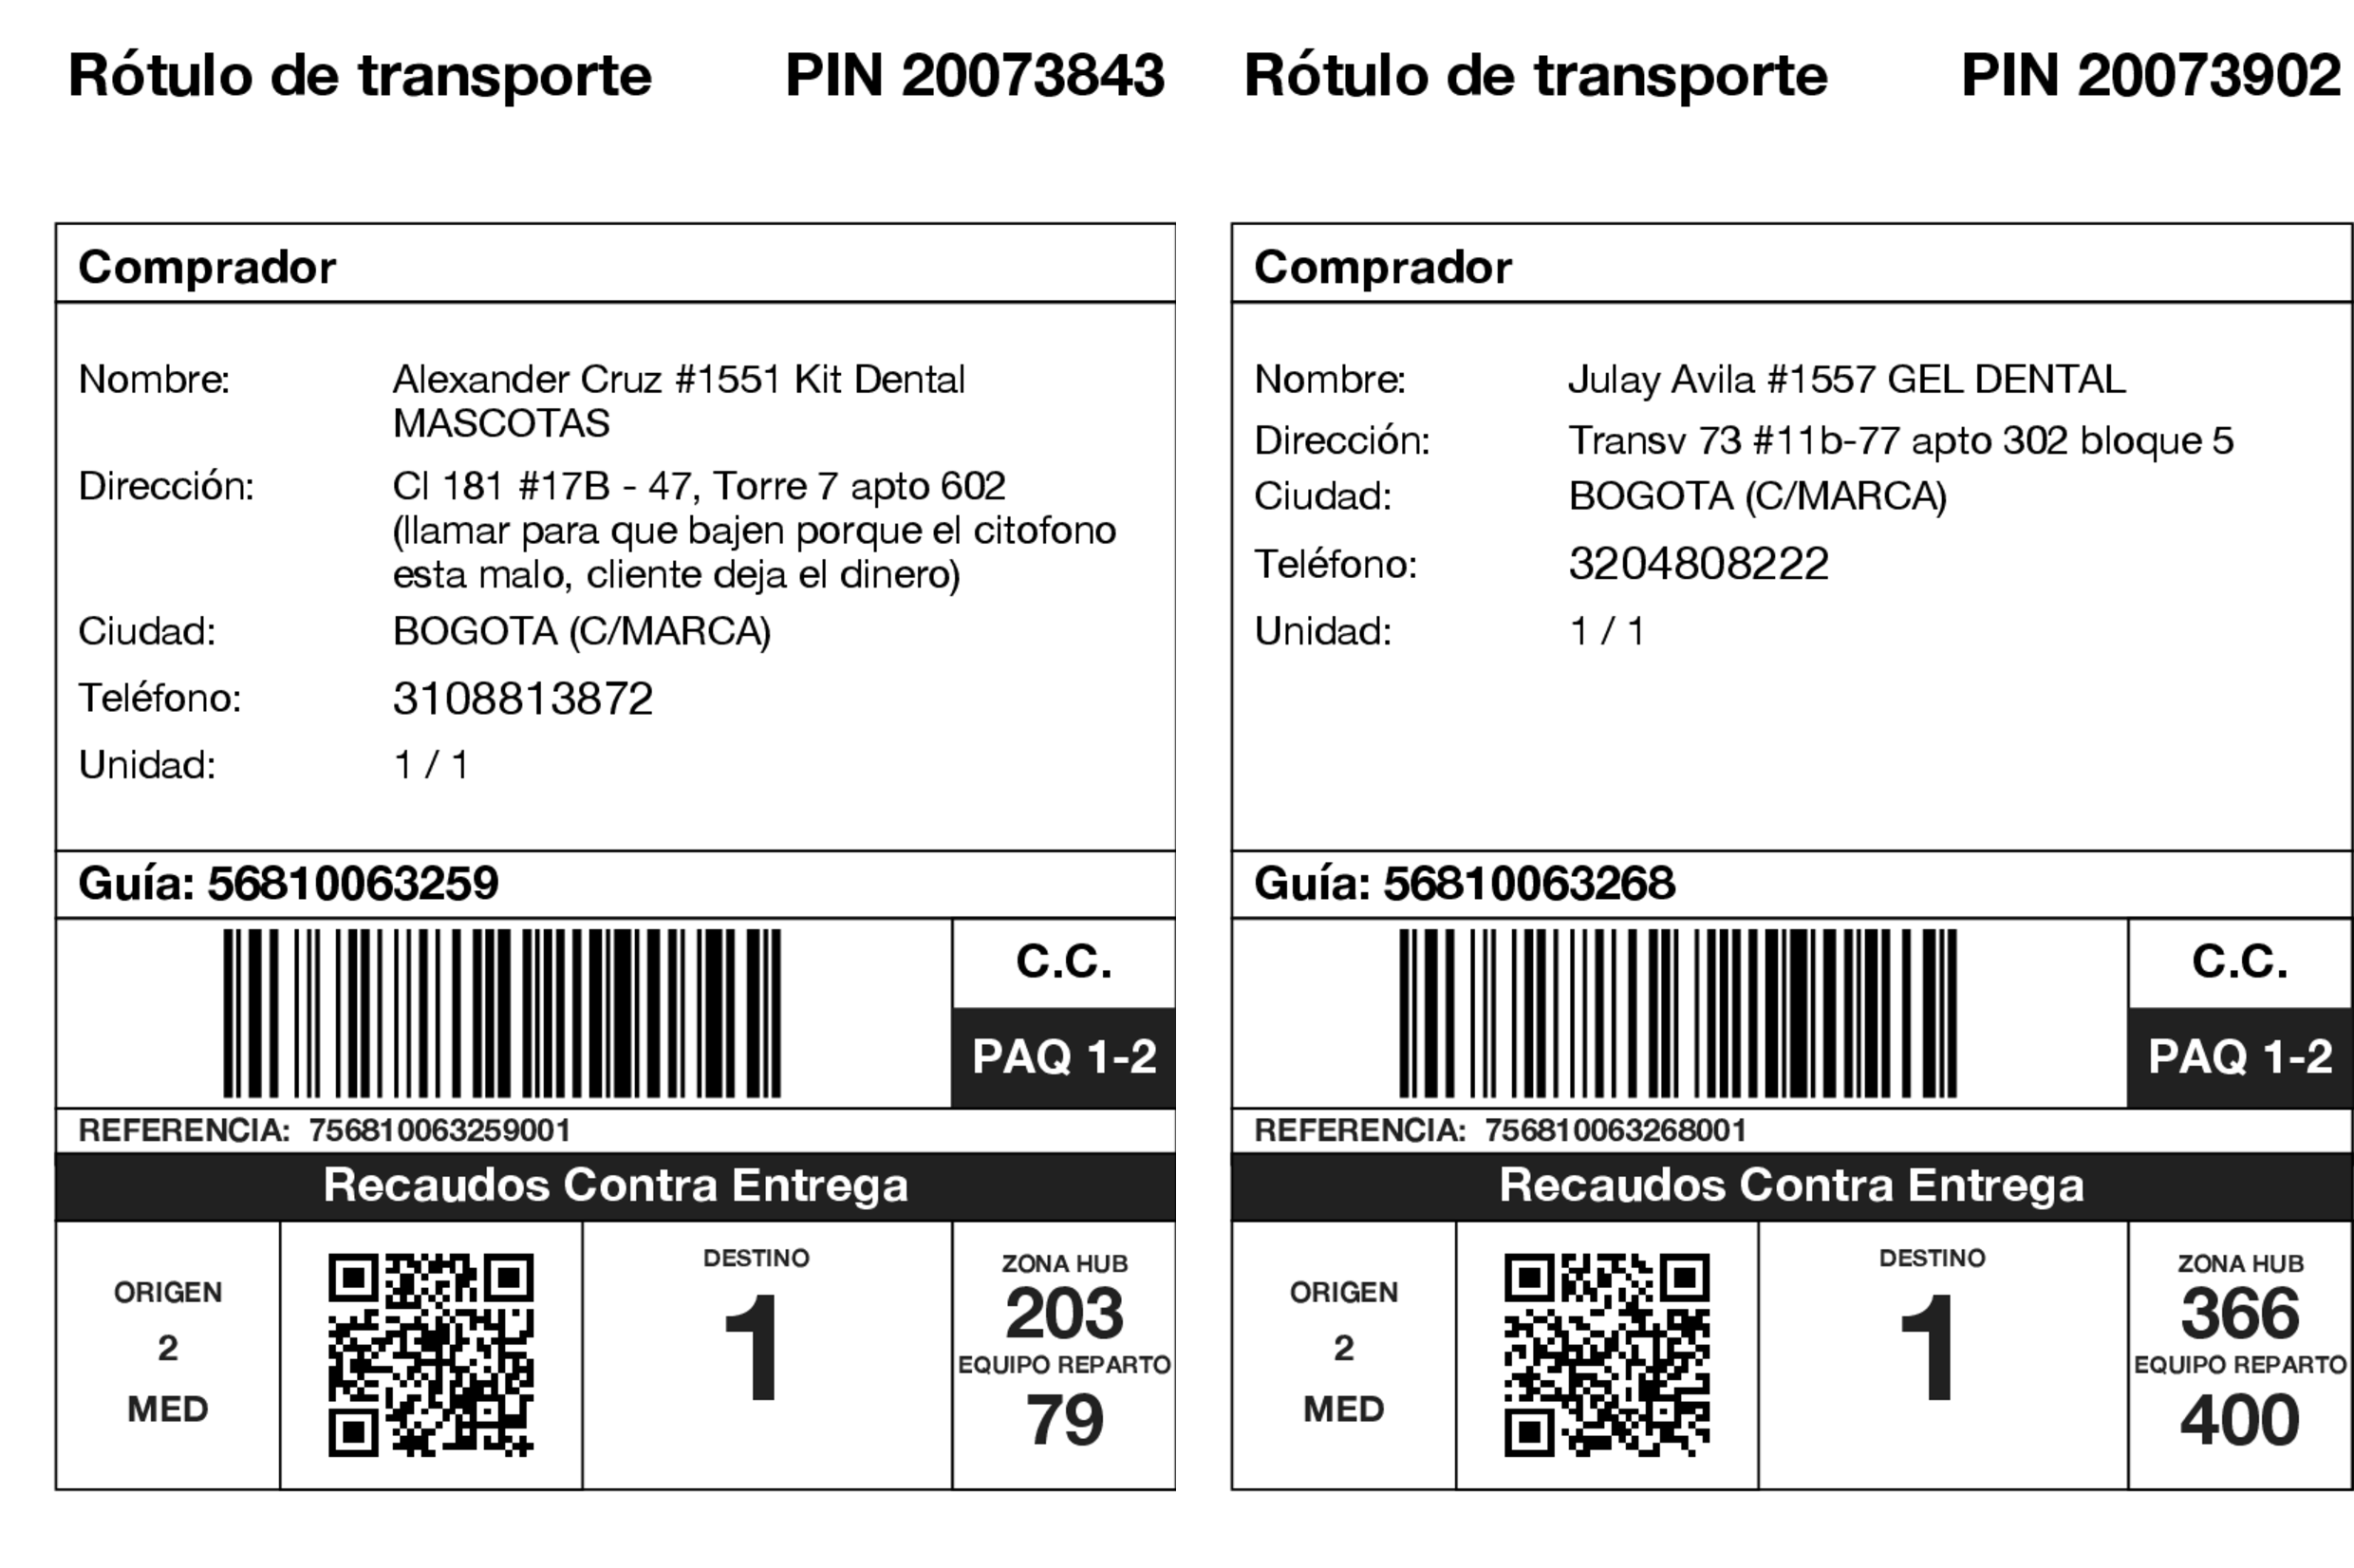 Rótulo de transporte PIN 20073843
Comprador
Nombre: Alexander Cruz #1551 Kit Dental
MASCOTAS
Dirección: Cl 181 #17B - 47, Torre 7 apto 602
(llamar para que bajen porque el citofono
esta malo, cliente deja el dinero)
Ciudad: BOGOTA (C/MARCA)
Teléfono: 3108813872
Unidad: 1 / 1
Guía: 56810063259
C.C.
PAQ 1-2
REFERENCIA: 756810063259001
Recaudos Contra Entrega
ORIGEN
2
MED
DESTINO
1
ZONA HUB
203
EQUIPO REPARTO
79
Rótulo de transporte PIN 20073902
Comprador
Nombre: Julay Avila #1557 GEL DENTAL
Dirección: Transv 73 #11b-77 apto 302 bloque 5
Ciudad: BOGOTA (C/MARCA)
Teléfono: 3204808222
Unidad: 1 / 1
Guía: 56810063268
C.C.
PAQ 1-2
REFERENCIA: 756810063268001
Recaudos Contra Entrega
ORIGEN
2
MED
DESTINO
1
ZONA HUB
366
EQUIPO REPARTO
400